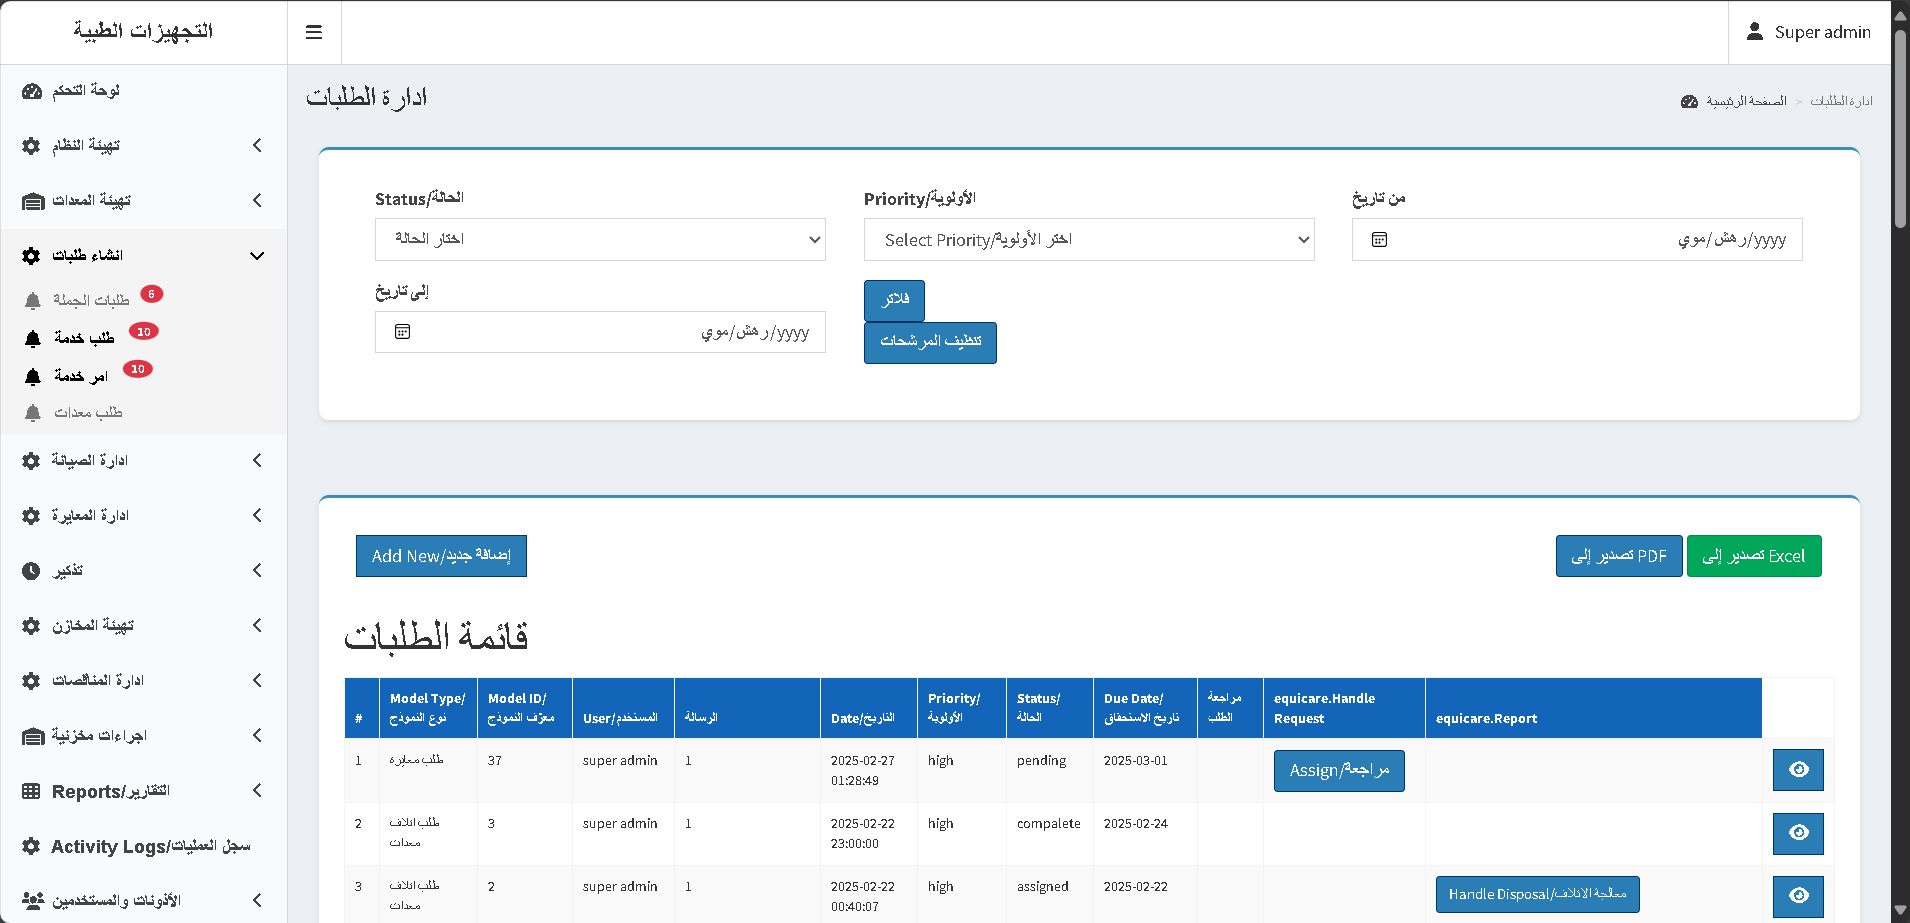 التجهيزات الطبية
Super admin
لوحة التحكم
تهيئة النظام
تهيئة المعدات
انشاء طلبات
طلبات الجملة 6
طلب خدمة 10
امر خدمة 10
طلب معدات
ادارة الصيانة
ادارة المعايرة
تذكير
تهيئة المخازن
ادارة المناقصات
اجراءات مخزنية
Reports/التقارير
Activity Logs/سجل العمليات
الأذونات والمستخدمين
ادارة الطلبات
الصفحة الرئيسية > ادارة الطلبات
Status/الحالة
اختار الحالة
Priority/الأولوية
Select Priority/اختر الأولوية
من تاريخ
yyyy/رهش/موي
إلى تاريخ
yyyy/رهش/موي
فلاتر
تنظيف المرشحات
Add New/إضافة جديد
تصدير إلى PDF
تصدير إلى Excel
قائمة الطلبات
# Model Type/نوع النموذج Model ID/معرّف النموذج User/المستخدم الرسالة Date/التاريخ Priority/الأولوية Status/الحالة Due Date/تاريخ الاستحقاق مراجعة الطلب equicare.Handle Request equicare.Report
1 طلب معايرة 37 super admin 1 2025-02-27 01:28:49 high pending 2025-03-01 Assign/مراجعة
2 طلب اتلاف معدات 3 super admin 1 2025-02-22 23:00:00 high compalete 2025-02-24
3 طلب اتلاف معدات 2 super admin 1 2025-02-22 00:40:07 high assigned 2025-02-22 Handle Disposal/معالجة الاتلاف